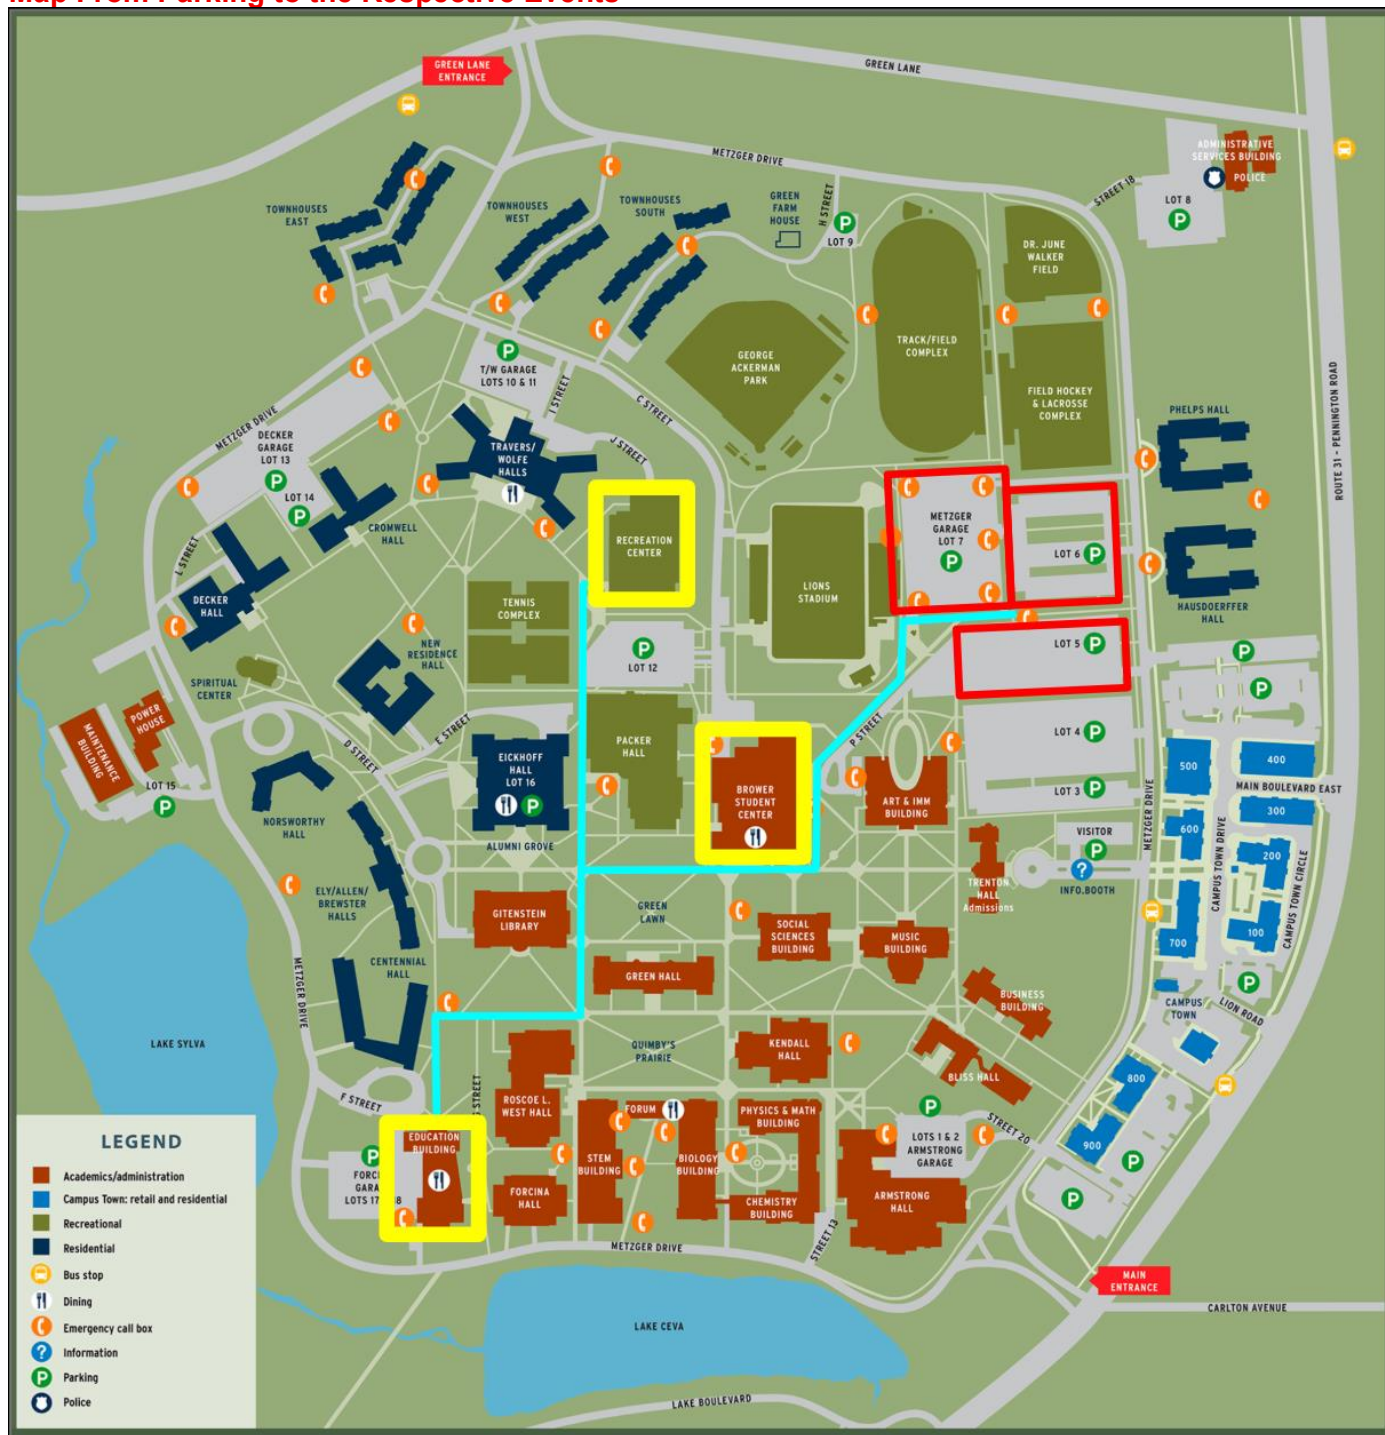 Map From Parking to the Respective Events
GREEN LANE
ENTRANCE
GREEN LANE
METZGER DRIVE
ADMINISTRATIVE
SERVICES BUILDING
POLICE
STREET 18
LOT 8
TOWNHOUSES
EAST
TOWNHOUSES
WEST
TOWNHOUSES
SOUTH
GREEN
FARM
HOUSE
H STREET
LOT 9
DR. JUNE
WALKER
FIELD
TRACK/FIELD
COMPLEX
GEORGE
ACKERMAN
PARK
FIELD HOCKEY
& LACROSSE
COMPLEX
ROUTE 31 - PENNINGTON ROAD
T/W GARAGE
LOTS 10 & 11
I STREET
C STREET
J STREET
METZGER DRIVE
DECKER
GARAGE
LOT 13
LOT 14
TRAVERS/
WOLFE
HALLS
CROMWELL
HALL
PHELPS HALL
RECREATION
CENTER
METZGER
GARAGE
LOT 7
LOT 6
L STREET
DECKER
HALL
TENNIS
COMPLEX
LIONS
STADIUM
HAUSDOERFFER
HALL
NEW
RESIDENCE
HALL
LOT 12
LOT 5
SPIRITUAL
CENTER
POWER
HOUSE
MAINTENANCE
BUILDING
LOT 15
D STREET
E STREET
EICKHOFF
HALL
LOT 16
PACKER
HALL
P STREET
LOT 4
BROWER
STUDENT
CENTER
ART & IMM
BUILDING
LOT 3
METZGER DRIVE
500
400
MAIN BOULEVARD EAST
300
600
VISITOR
NORSWORTHY
HALL
ALUMNI GROVE
200
CAMPUS TOWN DRIVE
CAMPUS TOWN CIRCLE
ELY/ALLEN/
BREWSTER
HALLS
TRENTON
HALL
Admissions
INFO.BOOTH
GITENSTEIN
LIBRARY
GREEN
LAWN
SOCIAL
SCIENCES
BUILDING
MUSIC
BUILDING
700
100
CENTENNIAL
HALL
GREEN HALL
METZGER DRIVE
BUSINESS
BUILDING
CAMPUS
TOWN
LION ROAD
LAKE SYLVA
QUIMBY'S
PRAIRIE
KENDALL
HALL
BLISS HALL
800
F STREET
STREET
ROSCOE L.
WEST HALL
FORUM
PHYSICS & MATH
BUILDING
LOTS 1 & 2
ARMSTRONG
GARAGE
STREET 20
900
EDUCATION
BUILDING
STEM
BUILDING
BIOLOGY
BUILDING
FORCINA
HALL
CHEMISTRY
BUILDING
ARMSTRONG
HALL
STREET 13
METZGER DRIVE
MAIN
ENTRANCE
CARLTON AVENUE
LAKE CEVA
LAKE BOULEVARD
LEGEND
Academics/administration
Campus Town: retail and residential
Recreational
Residential
Bus stop
Dining
Emergency call box
Information
Parking
Police